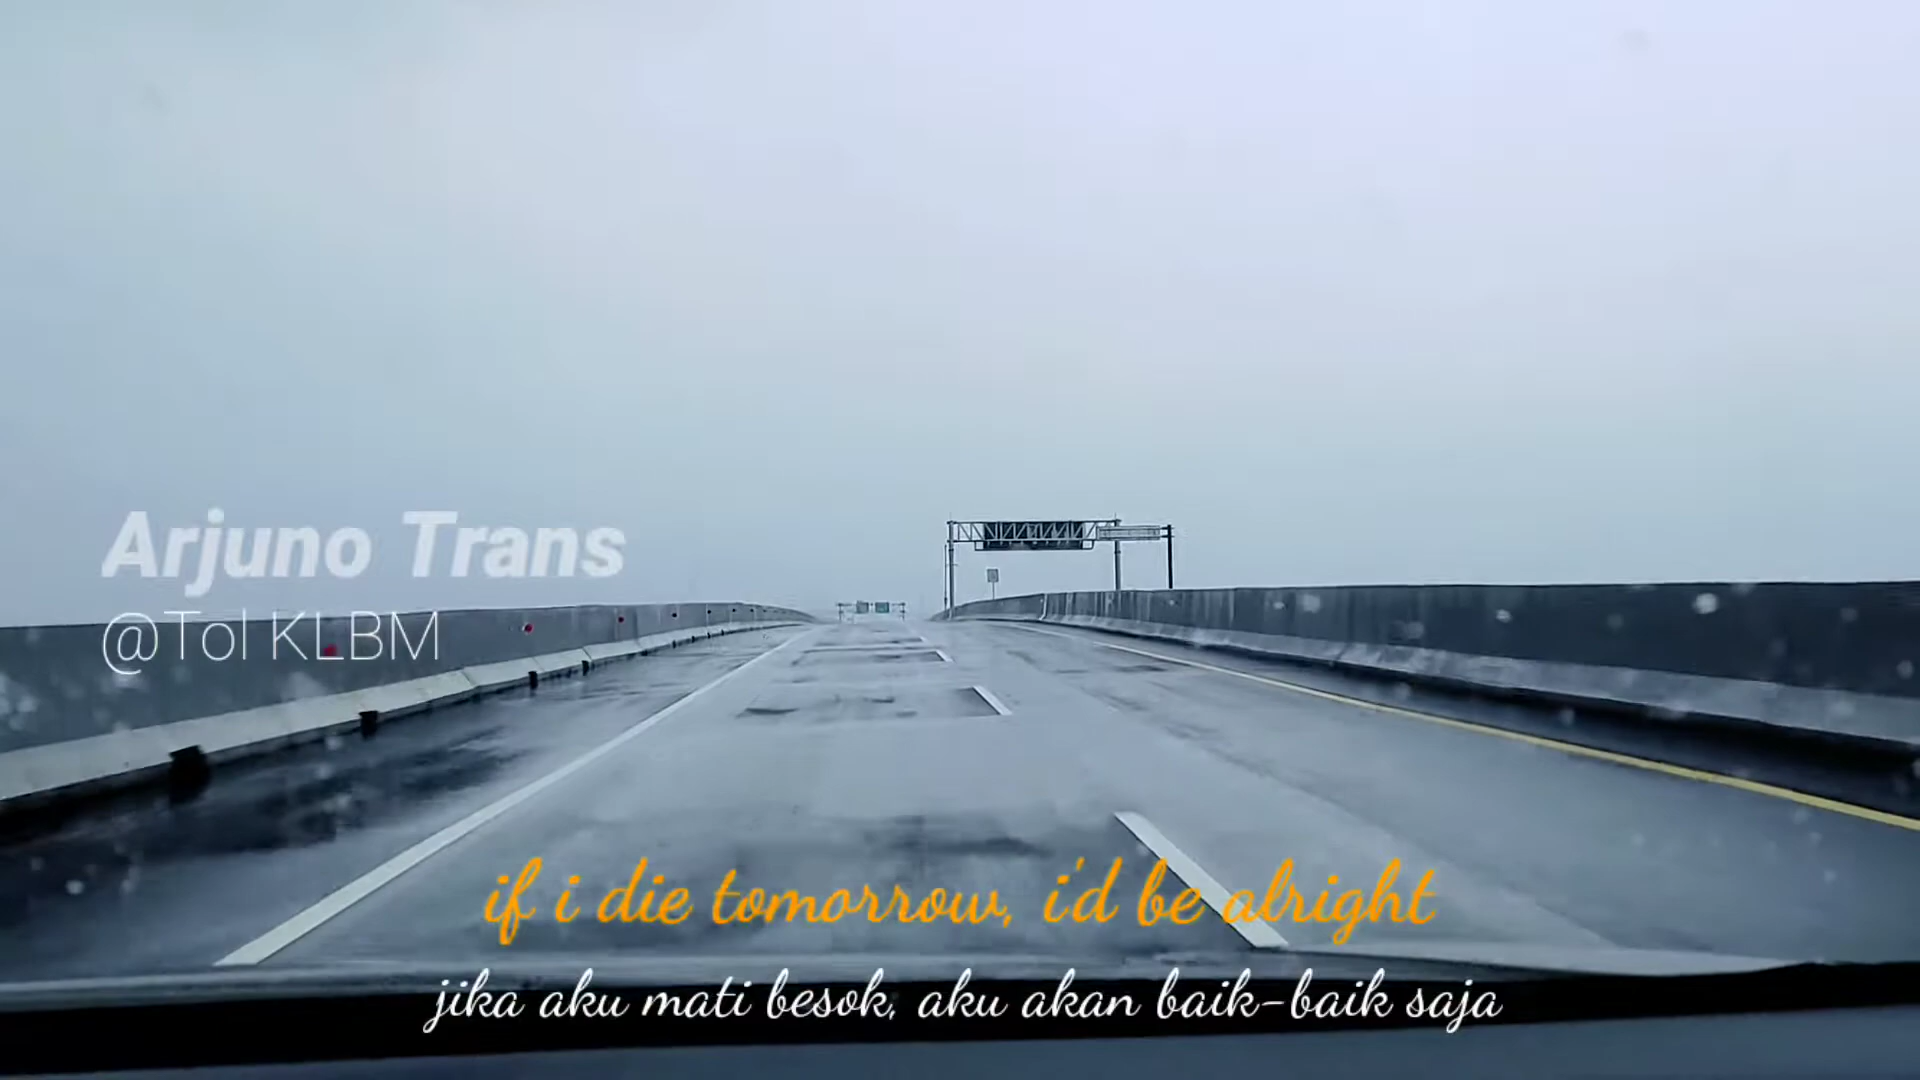 Arjuno Trans
@Tol KLBM
if i die tomorrow, i'd be alright
jika aku mati besok, aku akan baik-baik saja